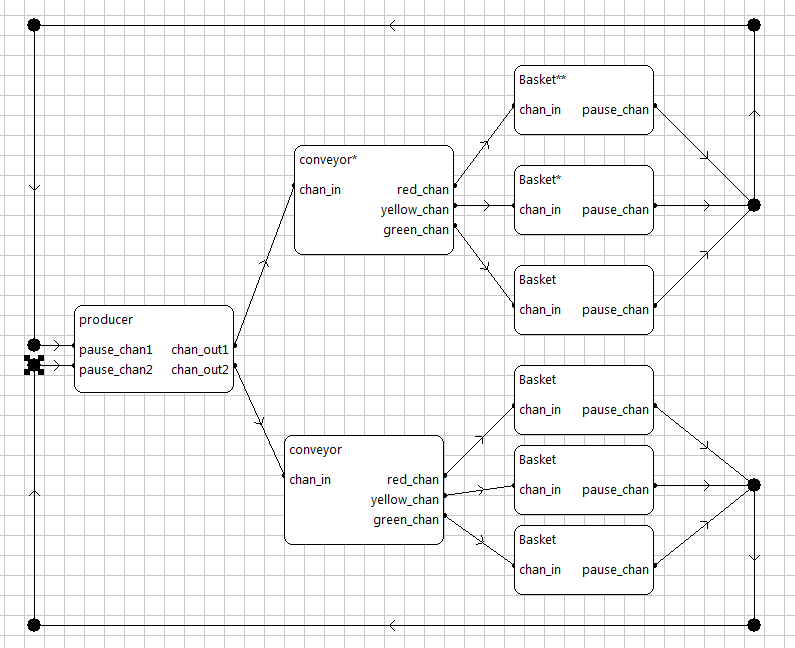 Basket**
chan_in pause_chan
conveyor*
chan_in red_chan
yellow_chan
green_chan
Basket*
chan_in pause_chan
Basket
chan_in pause_chan
producer
pause_chan1 chan_out1
pause_chan2 chan_out2
Basket
chan_in pause_chan
conveyor
chan_in red_chan
yellow_chan
green_chan
Basket
chan_in pause_chan
Basket
chan_in pause_chan